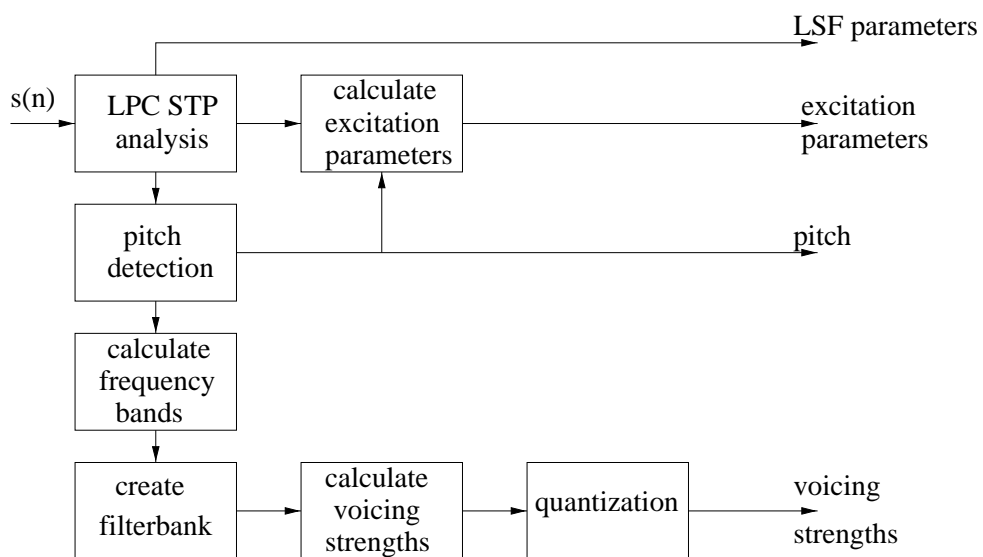 LSF parameters
s(n)
LPC STP
analysis
calculate
excitation
parameters
excitation
parameters
pitch
detection
pitch
calculate
frequency
bands
create
filterbank
calculate
voicing
strengths
quantization
voicing
strengths